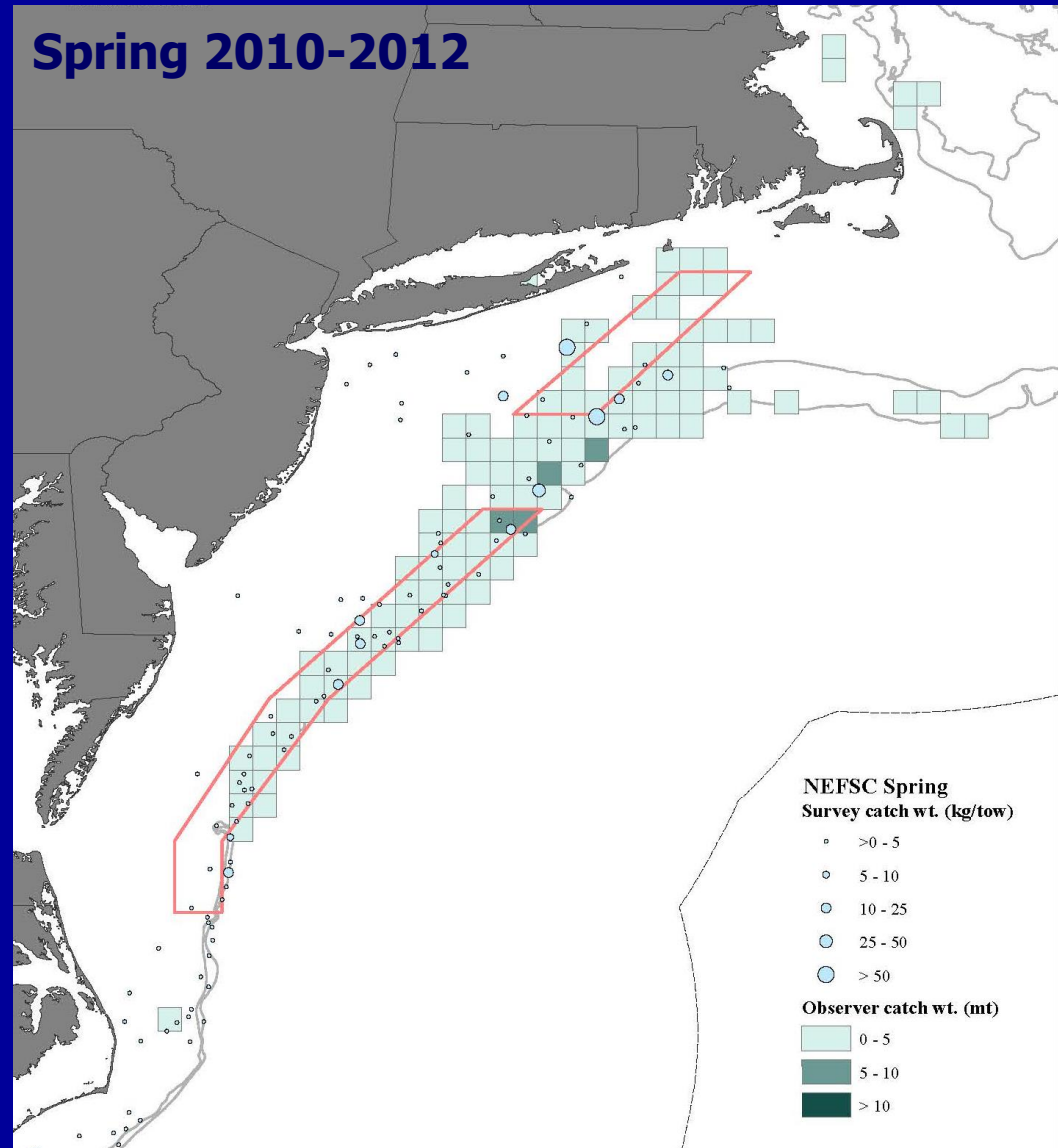 Spring 2010-2012
NEFSC Spring
Survey catch wt. (kg/tow)
>0 - 5
5 - 10
10 - 25
25 - 50
> 50
Observer catch wt. (mt)
0 - 5
5 - 10
> 10